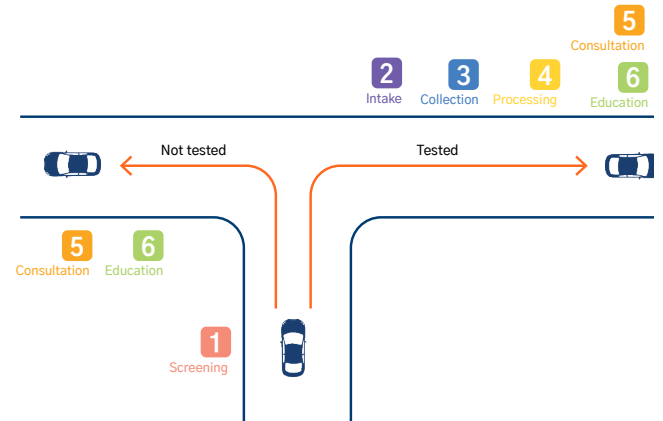 5
Consultation
2
Intake
3
Collection
4
Processing
6
Education
Not tested
Tested
5
Consultation
6
Education
1
Screening